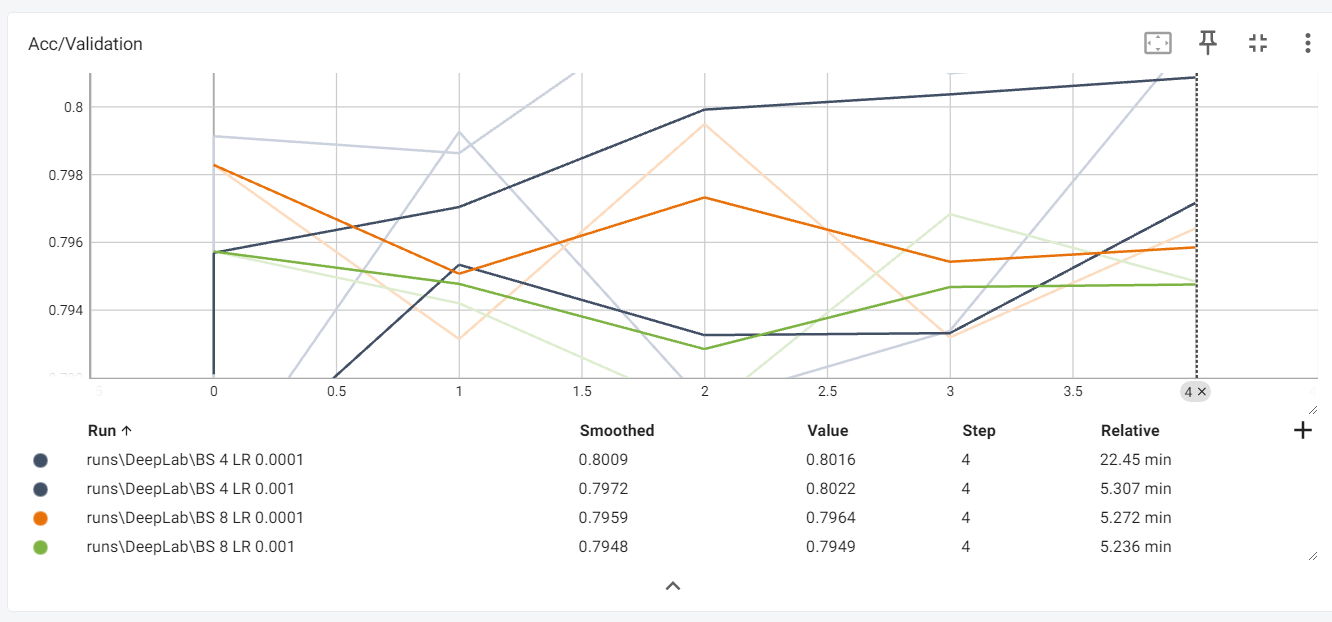 Acc/Validation
0.8
0.798
0.796
0.794
0 0.5 1 1.5 2 2.5 3 3.5 4 ×
Run ↑ Smoothed Value Step Relative
runs\DeepLab\BS 4 LR 0.0001 0.8009 0.8016 4 22.45 min
runs\DeepLab\BS 4 LR 0.001 0.7972 0.8022 4 5.307 min
runs\DeepLab\BS 8 LR 0.0001 0.7959 0.7964 4 5.272 min
runs\DeepLab\BS 8 LR 0.001 0.7948 0.7949 4 5.236 min